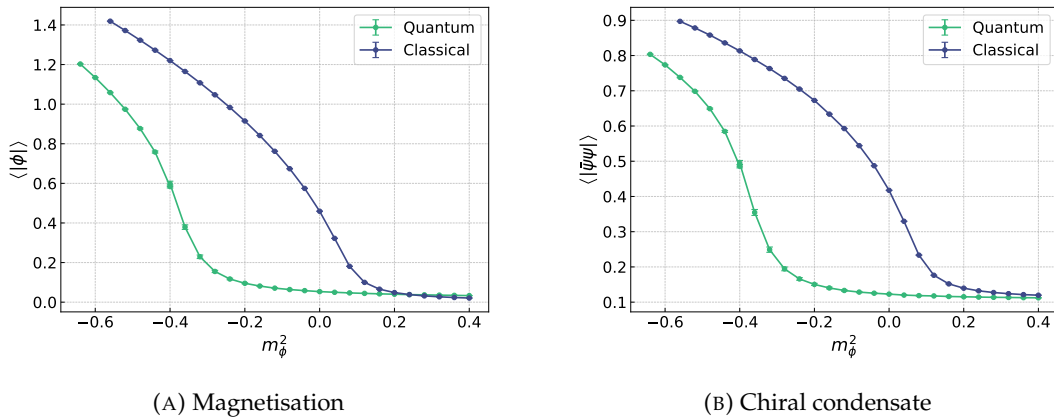 1.4
1.2
1.0
0.8
0.6
0.4
0.2
0.0
⟨|ϕ|⟩
Quantum
Classical
−0.6 −0.4 −0.2 0.0 0.2 0.4
m²ϕ
(A) Magnetisation
0.9
0.8
0.7
0.6
0.5
0.4
0.3
0.2
0.1
⟨|ψ̄ψ|⟩
Quantum
Classical
−0.6 −0.4 −0.2 0.0 0.2 0.4
m²ϕ
(B) Chiral condensate